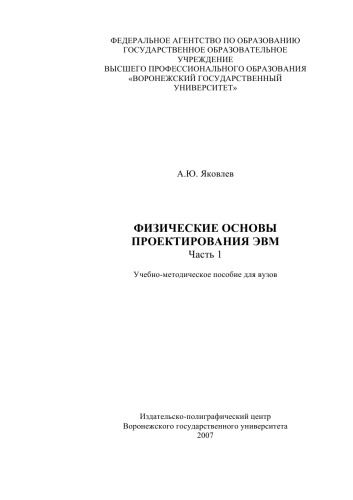 ФЕДЕРАЛЬНОЕ АГЕНТСТВО ПО ОБРАЗОВАНИЮ
ГОСУДАРСТВЕННОЕ ОБРАЗОВАТЕЛЬНОЕ
УЧРЕЖДЕНИЕ
ВЫСШЕГО ПРОФЕССИОНАЛЬНОГО ОБРАЗОВАНИЯ
«ВОРОНЕЖСКИЙ ГОСУДАРСТВЕННЫЙ
УНИВЕРСИТЕТ»
А.Ю. Яковлев
ФИЗИЧЕСКИЕ ОСНОВЫ
ПРОЕКТИРОВАНИЯ ЭВМ
Часть 1
Учебно-методическое пособие для вузов
Издательско-полиграфический центр
Воронежского государственного университета
2007